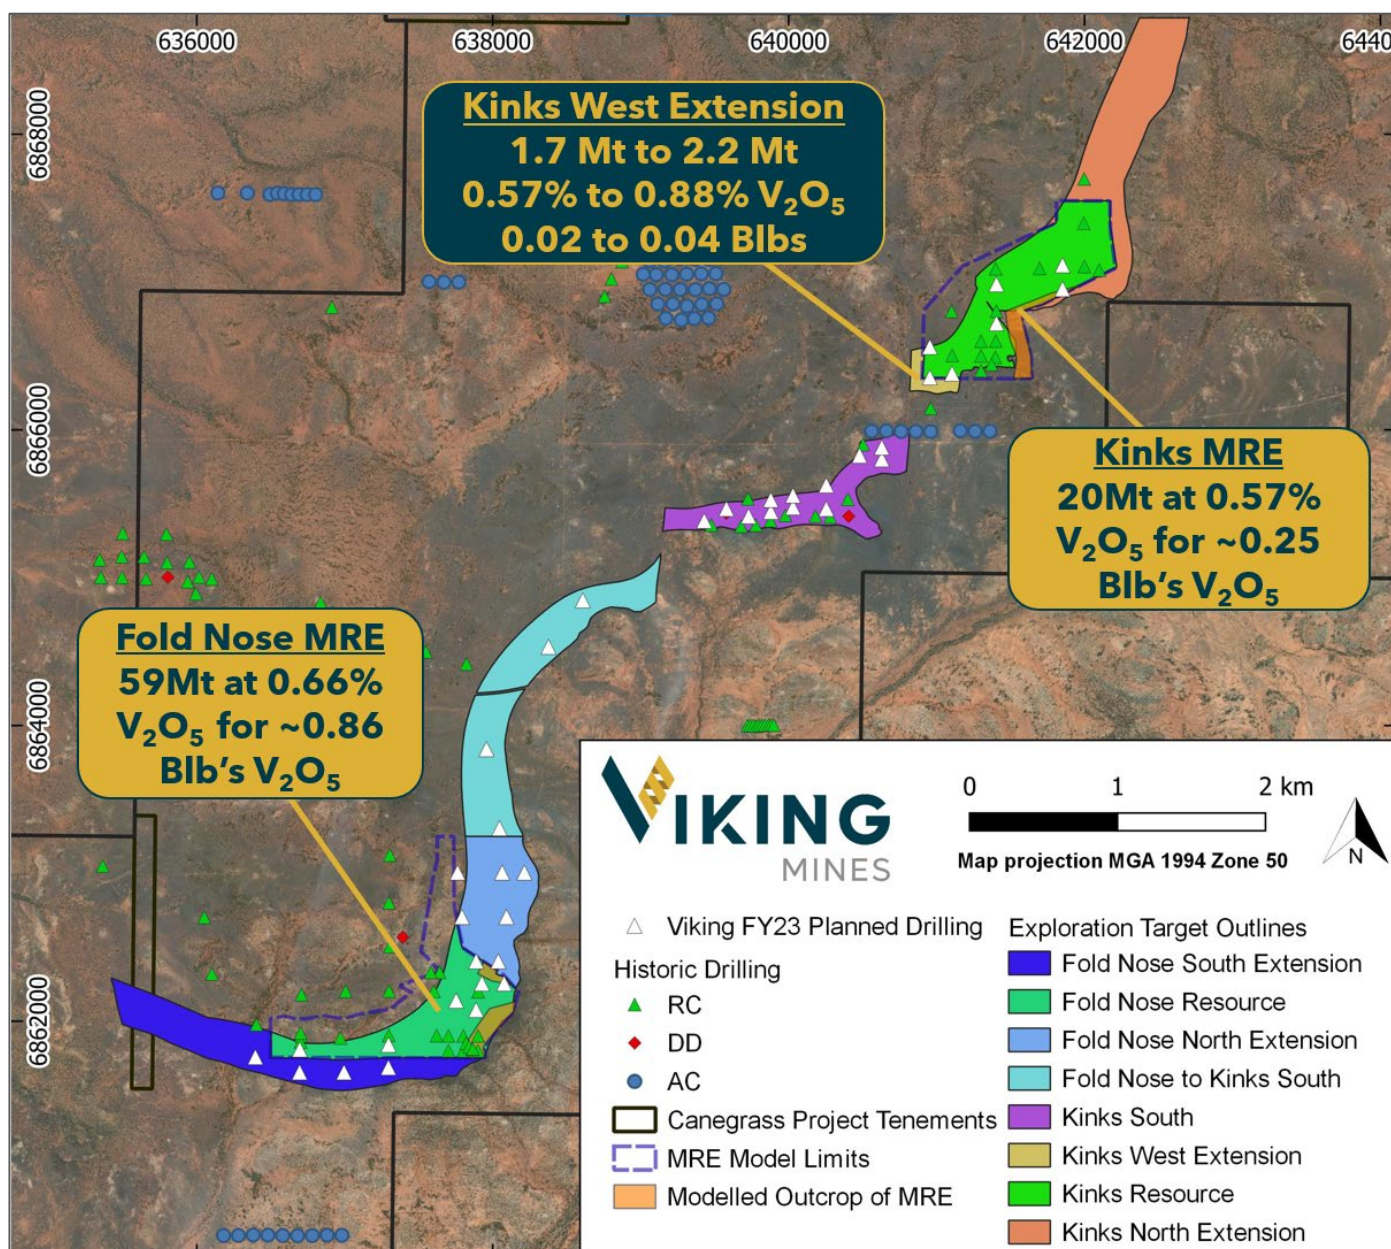 636000
638000
640000
642000
6440
6868000
6866000
6864000
6862000
Kinks West Extension
1.7 Mt to 2.2 Mt
0.57% to 0.88% V₂O₅
0.02 to 0.04 Blbs
Kinks MRE
20Mt at 0.57%
V₂O₅ for ~0.25
Blb's V₂O₅
Fold Nose MRE
59Mt at 0.66%
V₂O₅ for ~0.86
Blb's V₂O₅
VIKING
MINES
0 1 2 km
Map projection MGA 1994 Zone 50
N
Viking FY23 Planned Drilling
Historic Drilling
RC
DD
AC
Canegrass Project Tenements
MRE Model Limits
Modelled Outcrop of MRE
Exploration Target Outlines
Fold Nose South Extension
Fold Nose Resource
Fold Nose North Extension
Fold Nose to Kinks South
Kinks South
Kinks West Extension
Kinks Resource
Kinks North Extension